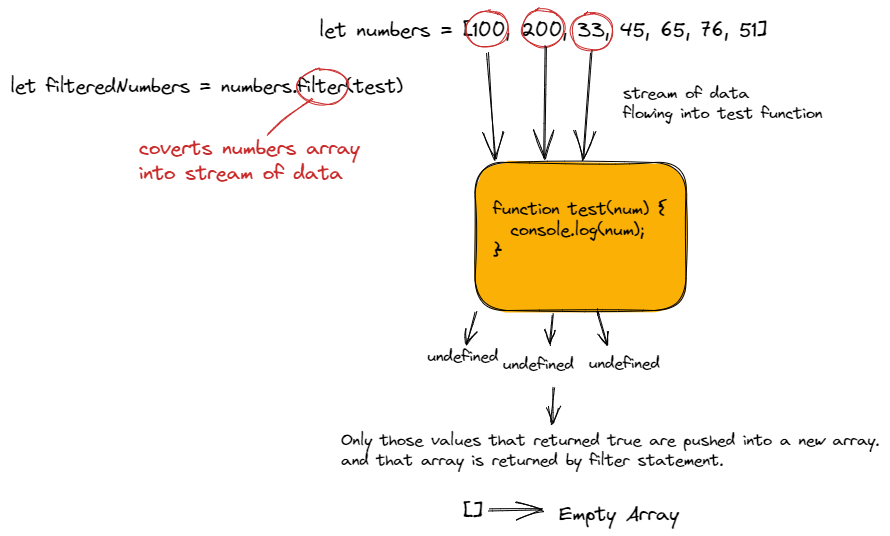 let numbers = [100, 200, 33, 45, 65, 76, 51]
let filteredNumbers = numbers.filter(test)
stream of data
flowing into test function
coverts numbers array
into stream of data
function test(num) {
console.log(num);
}
undefined undefined undefined
Only those values that returned true are pushed into a new array.
and that array is returned by filter statement.
[] Empty Array